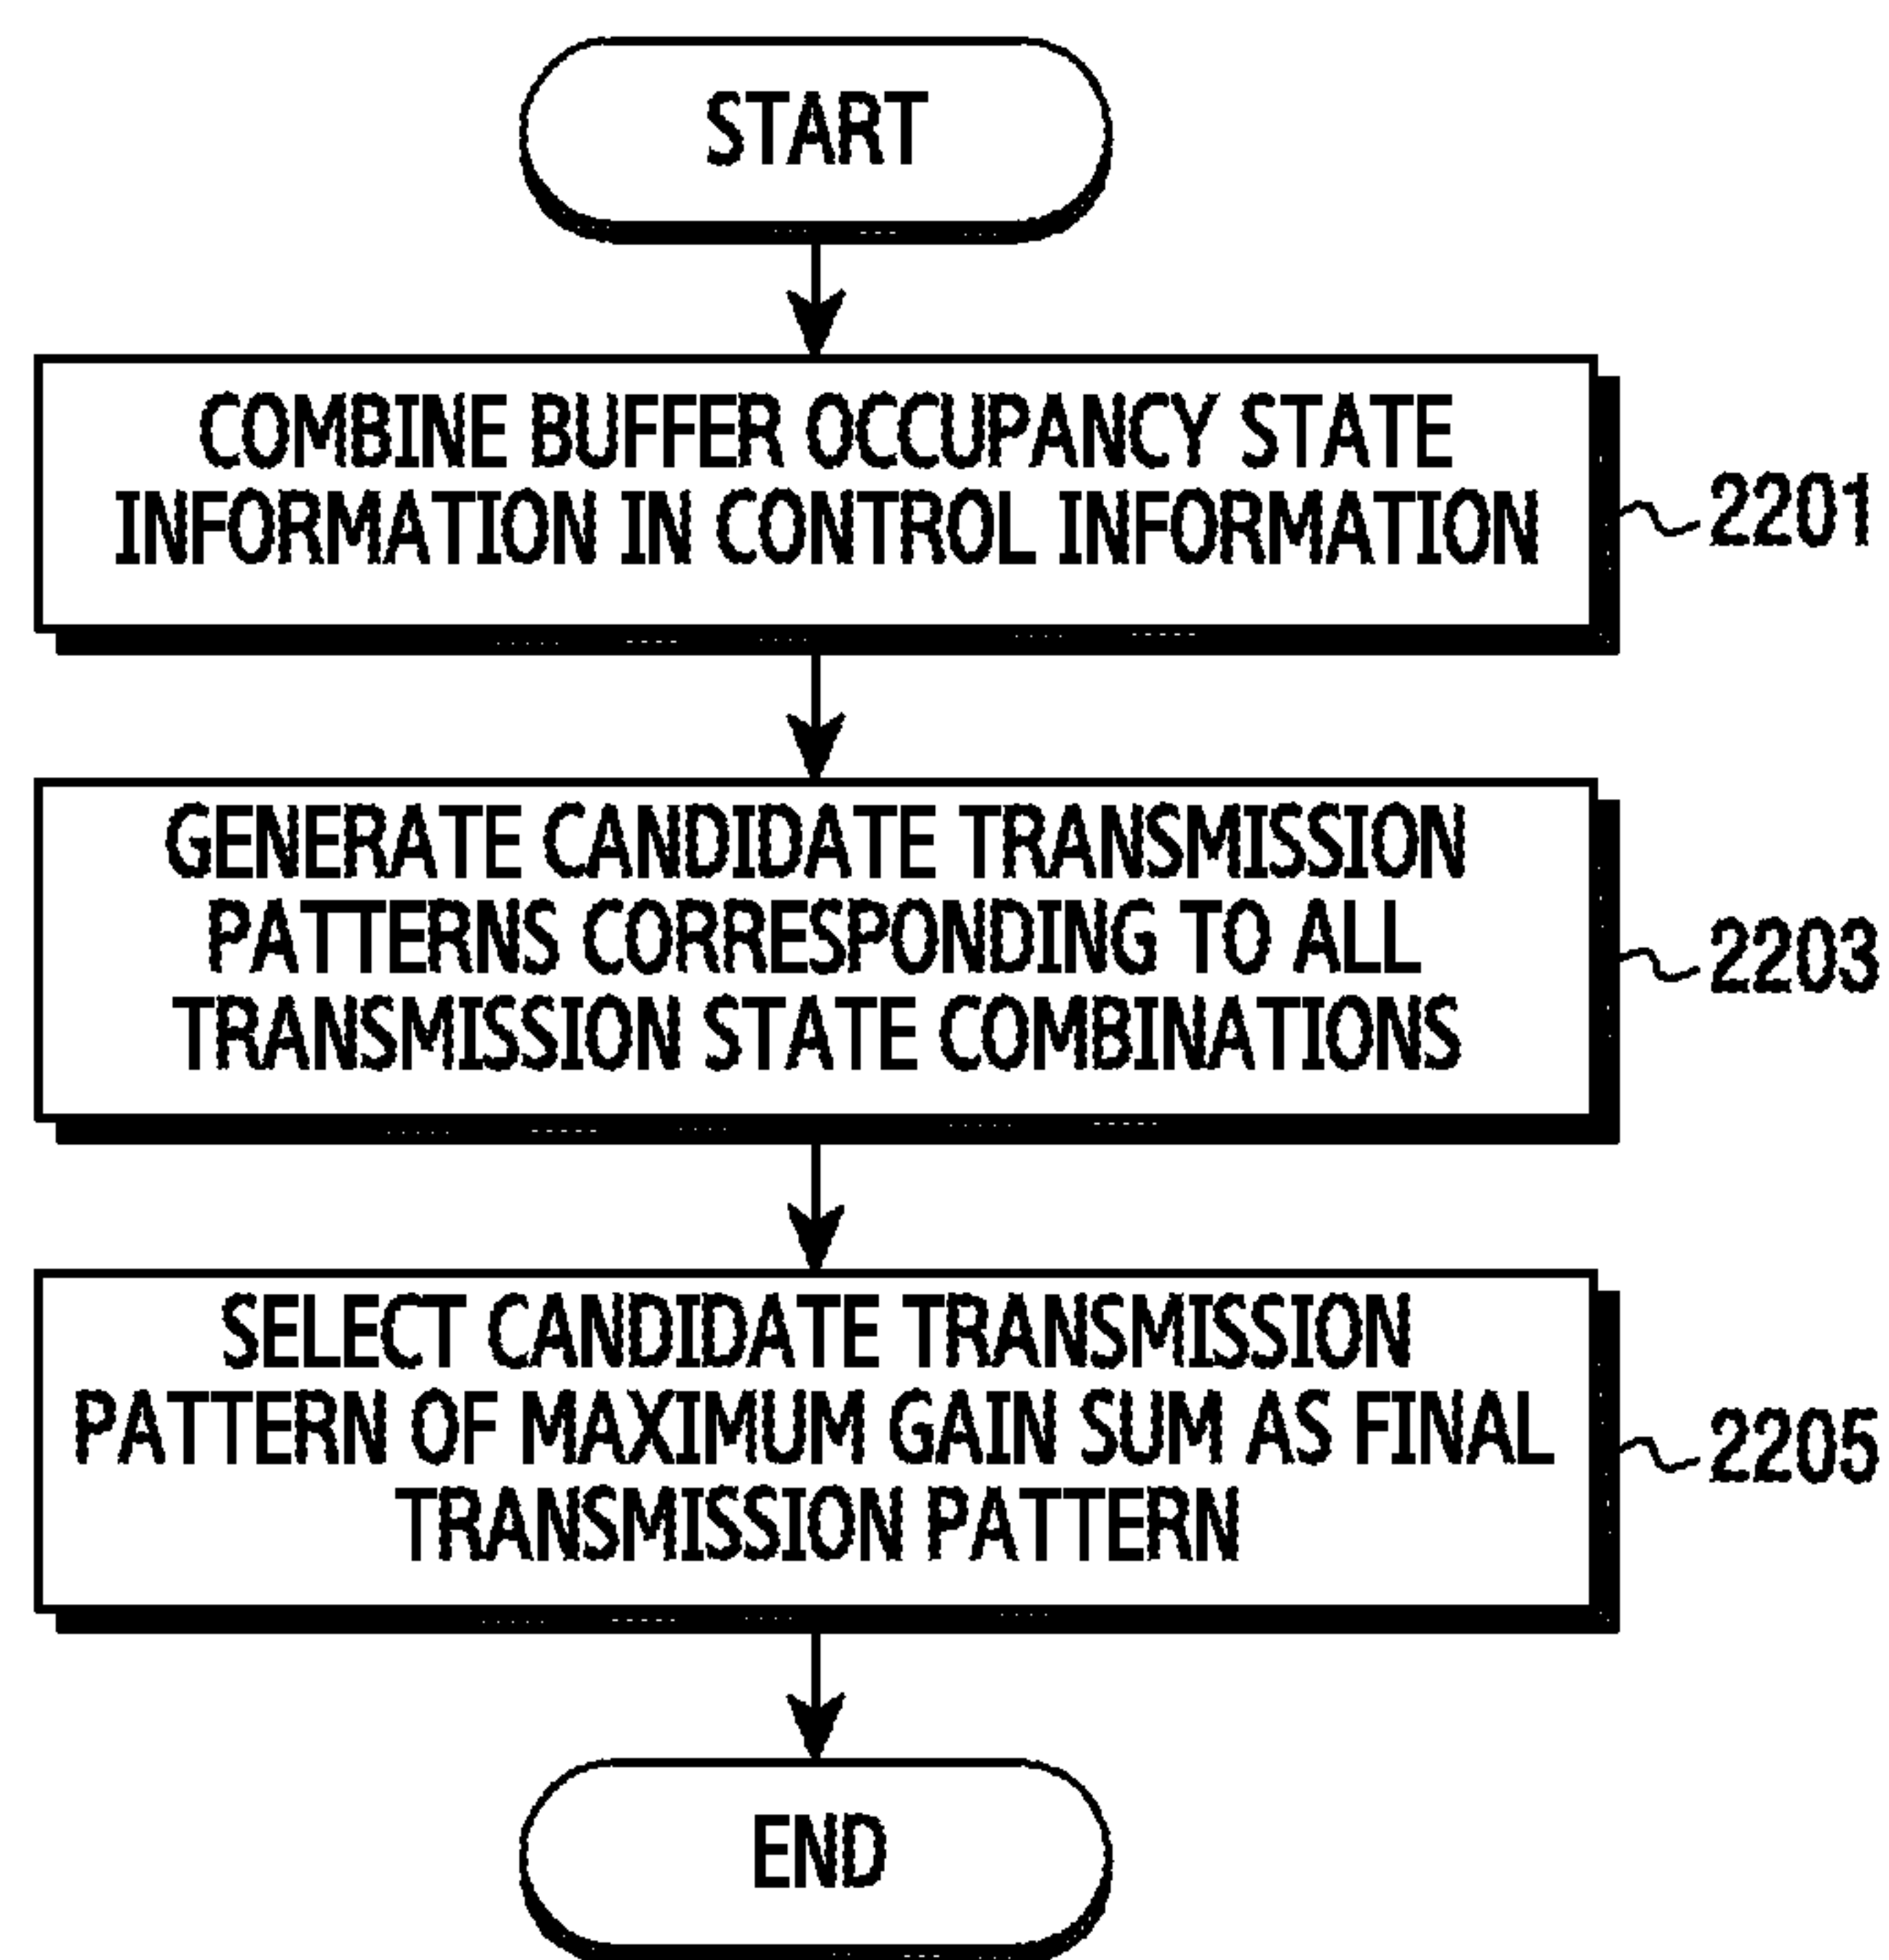 START
COMBINE BUFFER OCCUPANCY STATE
INFORMATION IN CONTROL INFORMATION
2201
GENERATE CANDIDATE TRANSMISSION
PATTERNS CORRESPONDING TO ALL
TRANSMISSION STATE COMBINATIONS
2203
SELECT CANDIDATE TRANSMISSION
PATTERN OF MAXIMUM GAIN SUM AS FINAL
TRANSMISSION PATTERN
2205
END